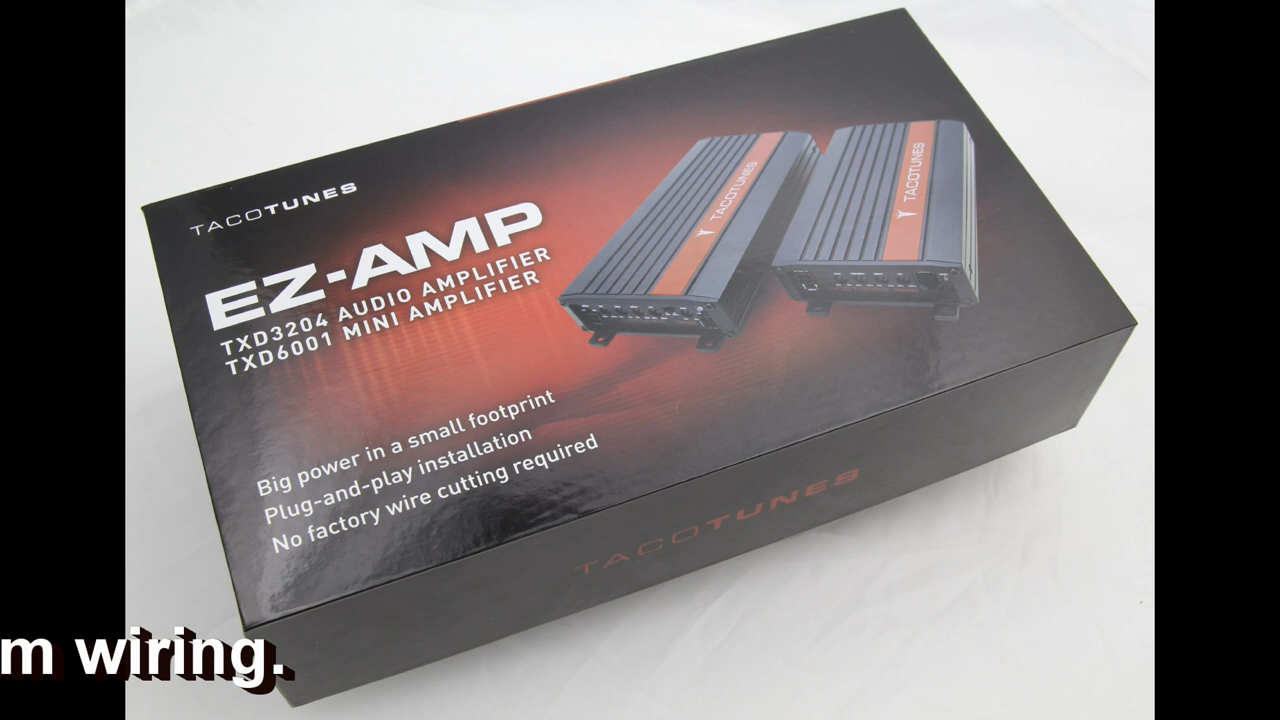 TACOTUNES
EZ-AMP
TXD3204 AUDIO AMPLIFIER
TXD6001 MINI AMPLIFIER
TACOTUNES
TACOTUNES
Big power in a small footprint
Plug-and-play installation
No factory wire cutting required
TACOTUNES
m wiring.